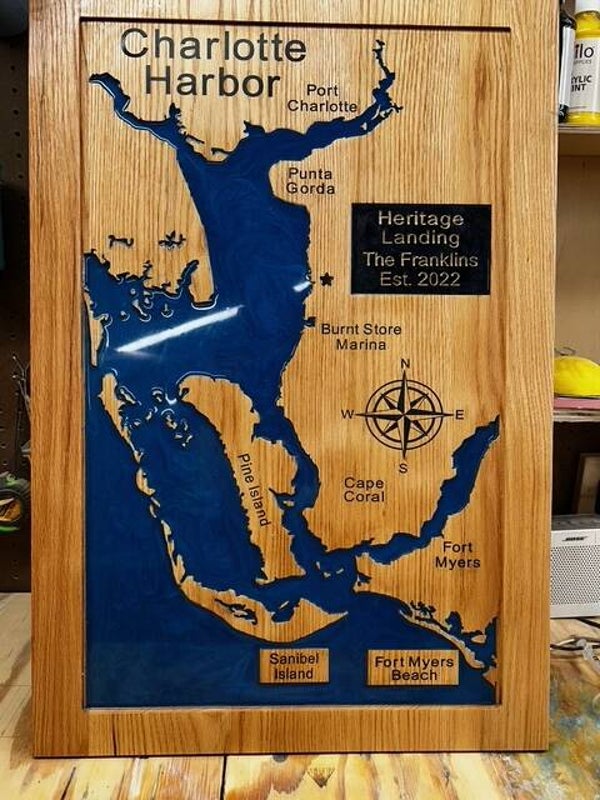 Charlotte
Harbor
Port
Charlotte
Punta
Gorda
Heritage
Landing
The Franklins
Est. 2022
Burnt Store
Marina
N
W
E
S
Pine Island
Cape
Coral
Fort
Myers
Sanibel
Island
Fort Myers
Beach
BOSE